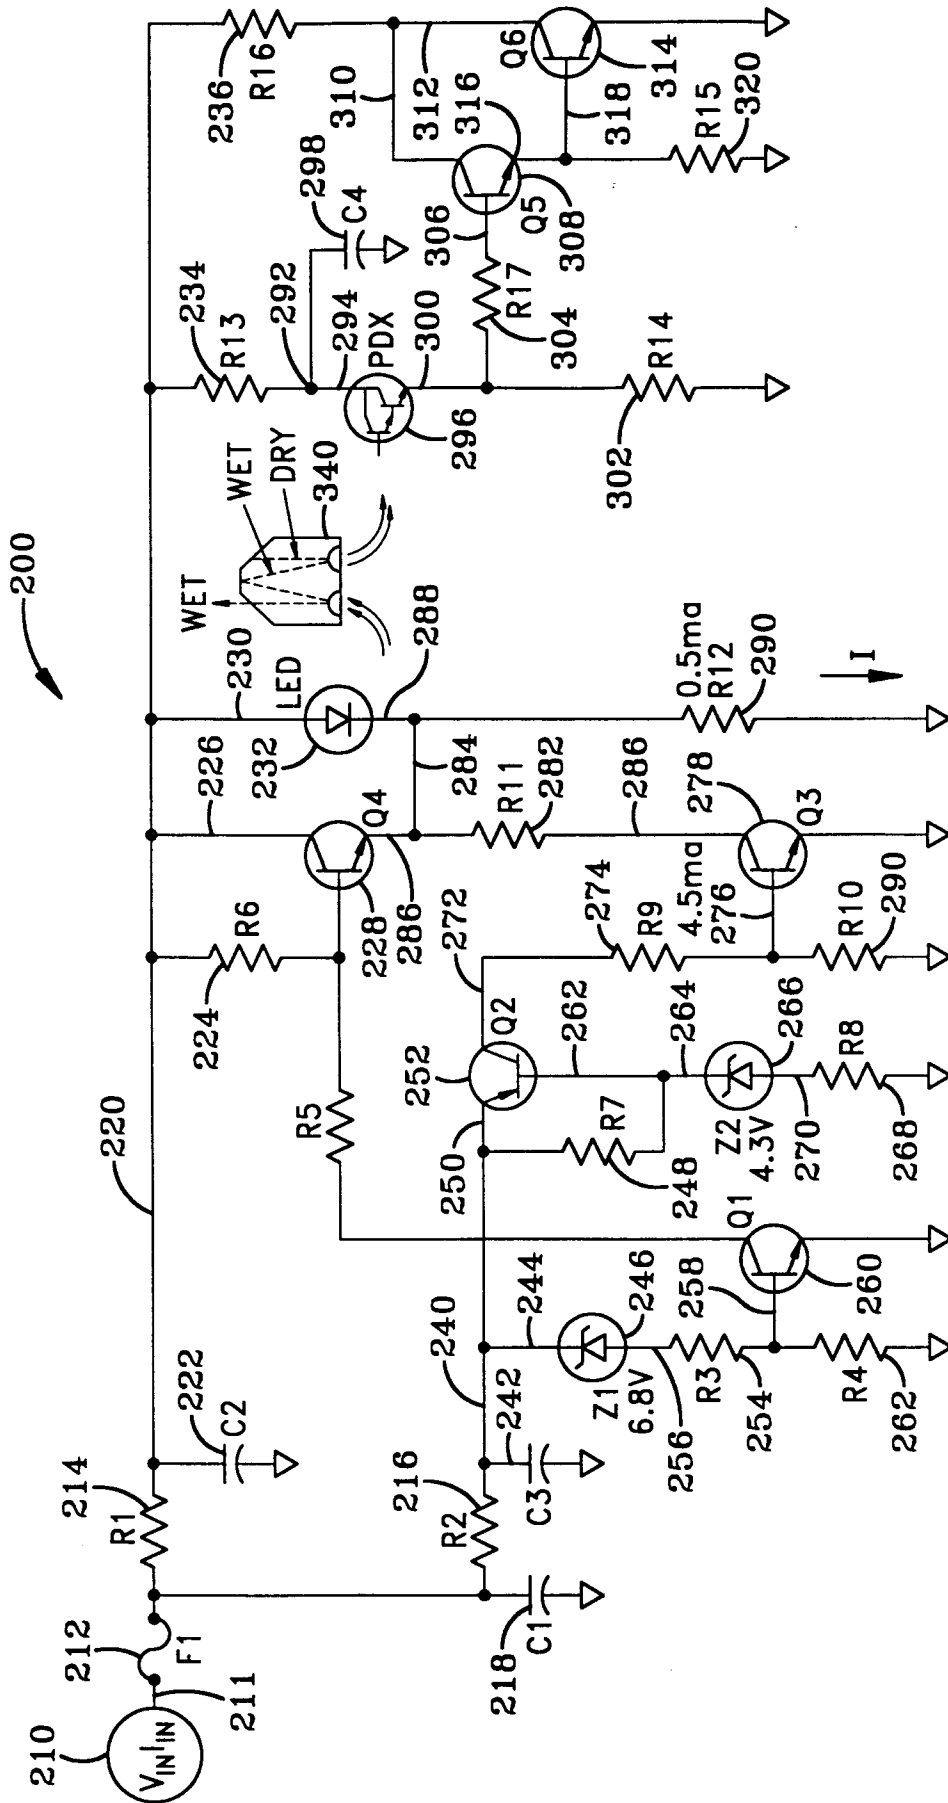 200
210
V_IN I_IN
211
212
F1
214
R1
222
C2
220
216
R2
218
C1
240
242
C3
244
Z1
6.8V
246
256
R3
254
258
R4
262
Q1
260
R5
224
R6
226
Q4
228
286
250
252
Q2
262
R7
248
264
Z2
4.3V
266
270
R8
268
272
274
R9
276
4.5ma
R10
290
278
Q3
286
R11
282
284
230
LED
232
288
0.5ma
R12
290
I
WET
WET
DRY
340
234
R13
292
294
PDX
296
298
C4
300
302
R14
304
R17
306
308
Q5
236
R16
310
312
316
Q6
314
318
R15
320